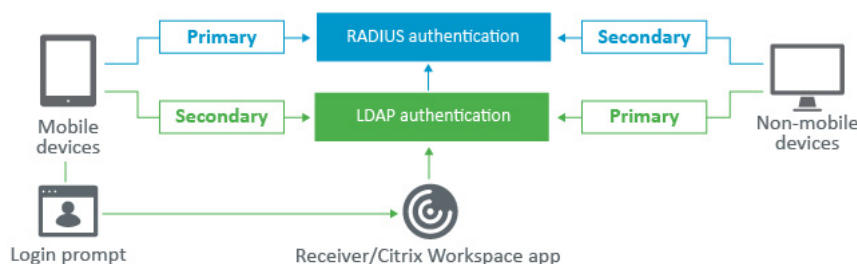 Primary
RADIUS authentication
Secondary
Secondary
LDAP authentication
Primary
Mobile
devices
Non-mobile
devices
Login prompt
Receiver/Citrix Workspace app